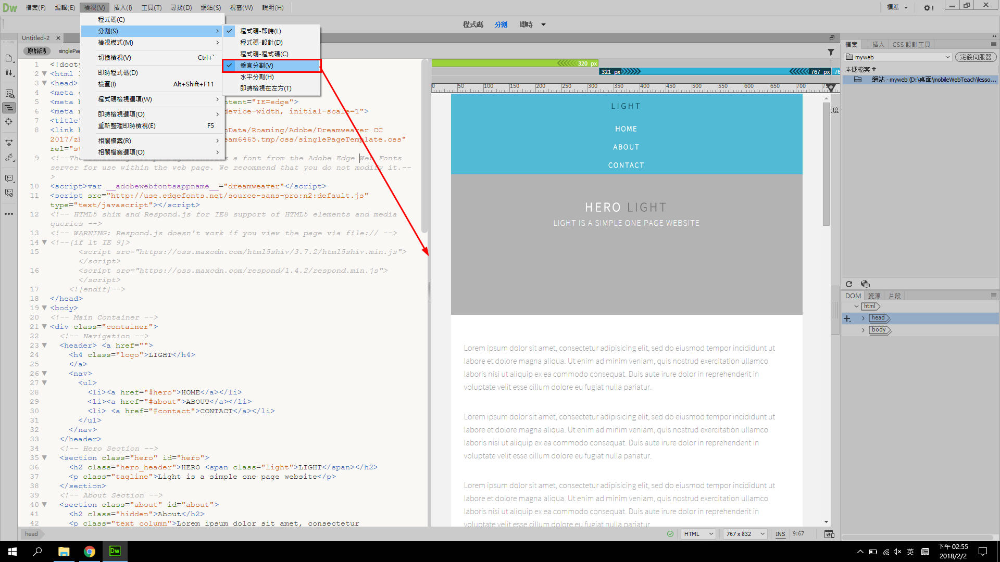 Dw 檔案(F) 編輯(E) 檢視(V) 插入(I) 工具(T) 尋找(D) 網站(S) 視窗(W) 說明(H) 標準
程式碼 分割 即時
程式碼(C)
分割(S)
檢視模式(M)
切換檢視(V) Ctrl+`
即時程式碼(D)
檢查(I) Alt+Shift+F11
程式碼檢視選項(W)
即時檢視選項(O)
重新整理即時檢視(E) F5
相關檔案(R)
相關檔案選項(O)
程式碼-即時(L)
程式碼-設計(D)
程式碼-程式碼(C)
垂直分割(V)
水平分割(H)
即時檢視在左方(T)
Untitled-2
原始碼 singlePa
1 <!docty
2 <html l
3 <head>
4 <meta c
5 <meta h ntent="IE=edge">
6 <meta n device-width, initial-scale=1">
7 <title>
8 <link h pData/Roaming/Adobe/Dreamweaver CC
2017/zh eam6465.tmp/css/singlePageTemplate.css"
rel="st
9 <!--The s a font from the Adobe Edge Web Fonts
server for use within the web page. We recommend that you do not modify it.--
>
10 <script>var __adobewebfontsappname__="dreamweaver"</script>
11 <script src="http://use.edgefonts.net/source-sans-pro:n2:default.js"
type="text/javascript"></script>
12 <!-- HTML5 shim and Respond.js for IE8 support of HTML5 elements and media
queries -->
13 <!-- WARNING: Respond.js doesn't work if you view the page via file:// -->
14 <!--[if lt IE 9]>
15 <script src="https://oss.maxcdn.com/html5shiv/3.7.2/html5shiv.min.js">
</script>
16 <script src="https://oss.maxcdn.com/respond/1.4.2/respond.min.js">
</script>
17 <![endif]-->
18 </head>
19 <body>
20 <!-- Main Container -->
21 <div class="container">
22 <!-- Navigation -->
23 <header> <a href="">
24 <h4 class="logo">LIGHT</h4>
25 </a>
26 <nav>
27 <ul>
28 <li><a href="#hero">HOME</a></li>
29 <li><a href="#about">ABOUT</a></li>
30 <li> <a href="#contact">CONTACT</a></li>
31 </ul>
32 </nav>
33 </header>
34 <!-- Hero Section -->
35 <section class="hero" id="hero">
36 <h2 class="hero_header">HERO <span class="light">LIGHT</span></h2>
37 <p class="tagline">Light is a simple one page website</p>
38 </section>
39 <!-- About Section -->
40 <section class="about" id="about">
41 <h2 class="hidden">About</h2>
42 <p class="text_column">Lorem ipsum dolor sit amet, consectetur
head
320 px
321 px 767 px 76
0 50 100 150 200 250 300 350 400 450 500 550 600 650 700
LIGHT
HOME
ABOUT
CONTACT
HERO LIGHT
LIGHT IS A SIMPLE ONE PAGE WEBSITE
Lorem ipsum dolor sit amet, consectetur adipisicing elit, sed do eiusmod tempor incididunt ut
labore et dolore magna aliqua. Ut enim ad minim veniam, quis nostrud exercitation ullamco
laboris nisi ut aliquip ex ea commodo consequat. Duis aute irure dolor in reprehenderit in
voluptate velit esse cillum dolore eu fugiat nulla pariatur.
Lorem ipsum dolor sit amet, consectetur adipisicing elit, sed do eiusmod tempor incididunt ut
labore et dolore magna aliqua. Ut enim ad minim veniam, quis nostrud exercitation ullamco
laboris nisi ut aliquip ex ea commodo consequat. Duis aute irure dolor in reprehenderit in
voluptate velit esse cillum dolore eu fugiat nulla pariatur.
Lorem ipsum dolor sit amet, consectetur adipisicing elit, sed do eiusmod tempor incididunt ut
labore et dolore magna aliqua. Ut enim ad minim veniam, quis nostrud exercitation ullamco
laboris nisi ut aliquip ex ea commodo consequat. Duis aute irure dolor in reprehenderit in
voluptate velit esse cillum dolore eu fugiat nulla pariatur.
HTML 767 x 832 INS 9:67
檔案 插入 CSS 設計工具
myweb 定義伺服器
本機檔案
網站 - myweb (D:\桌面\mobileWebTeach\lesso...
DOM 資源 片段
html
head
body
Dw 英 下午 02:55
2018/2/2